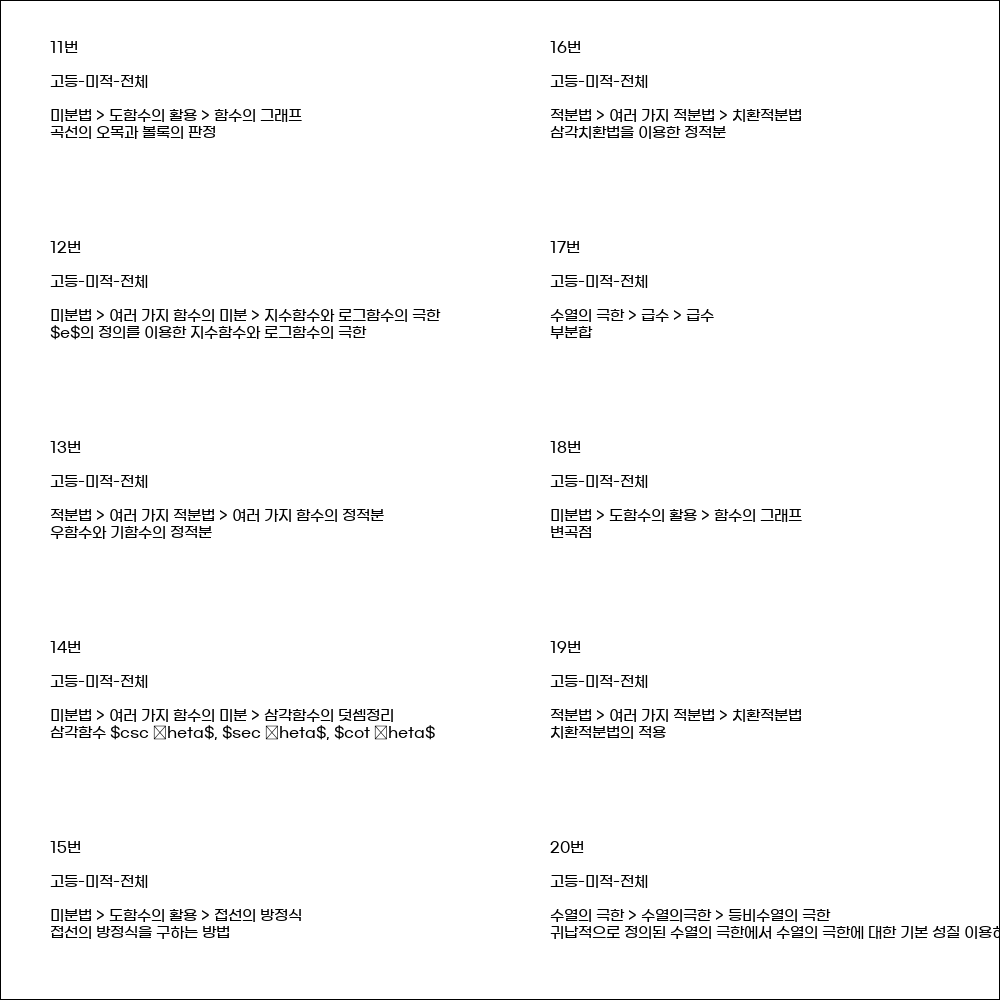 11번
고등-미적-전체
미분법 > 도함수의 활용 > 함수의 그래프
곡선의 오목과 볼록의 판정
12번
고등-미적-전체
미분법 > 여러 가지 함수의 미분 > 지수함수와 로그함수의 극한
$e$의 정의를 이용한 지수함수와 로그함수의 극한
13번
고등-미적-전체
적분법 > 여러 가지 적분법 > 여러 가지 함수의 정적분
우함수와 기함수의 정적분
14번
고등-미적-전체
미분법 > 여러 가지 함수의 미분 > 삼각함수의 덧셈정리
삼각함수 $csc ☒heta$, $sec ☒heta$, $cot ☒heta$
15번
고등-미적-전체
미분법 > 도함수의 활용 > 접선의 방정식
접선의 방정식을 구하는 방법
16번
고등-미적-전체
적분법 > 여러 가지 적분법 > 치환적분법
삼각치환법을 이용한 정적분
17번
고등-미적-전체
수열의 극한 > 급수 > 급수
부분합
18번
고등-미적-전체
미분법 > 도함수의 활용 > 함수의 그래프
변곡점
19번
고등-미적-전체
적분법 > 여러 가지 적분법 > 치환적분법
치환적분법의 적용
20번
고등-미적-전체
수열의 극한 > 수열의극한 > 등비수열의 극한
귀납적으로 정의된 수열의 극한에서 수열의 극한에 대한 기본 성질